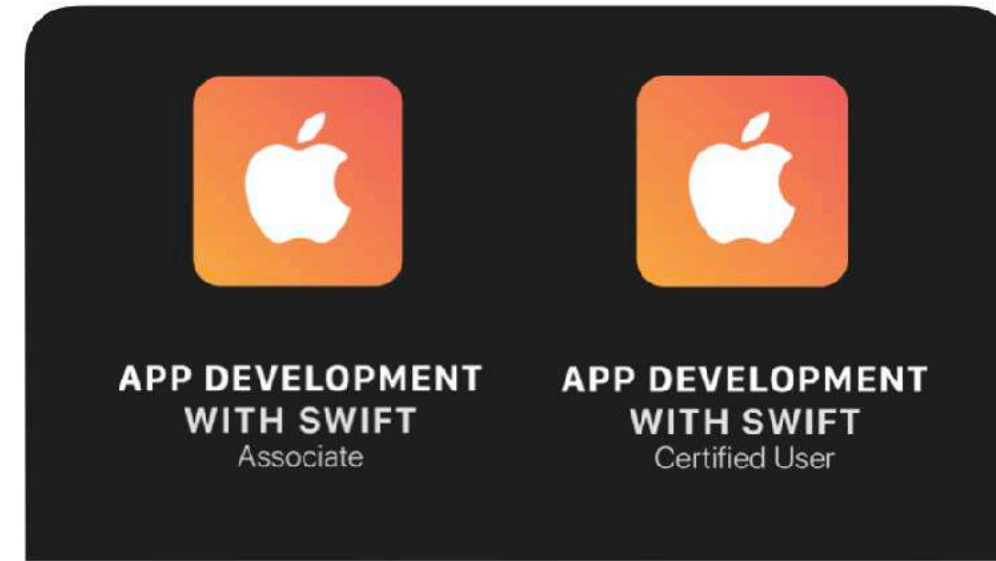 APP DEVELOPMENT
WITH SWIFT
Associate
APP DEVELOPMENT
WITH SWIFT
Certified User